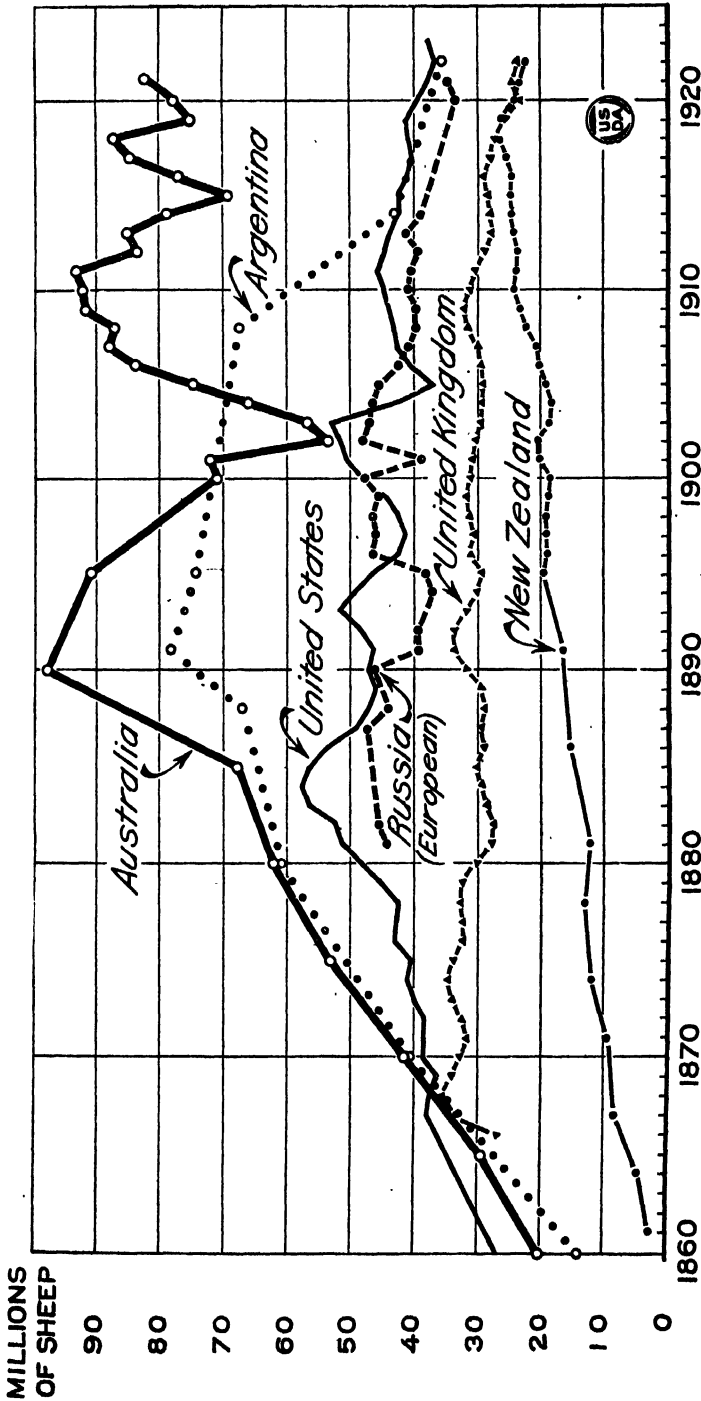 MILLIONS
OF SHEEP
90
80
70
60
50
40
30
20
10
0
Australia
Argentina
United States
Russia
(European)
United Kingdom
New Zealand
US
DA
1860
1870
1880
1890
1900
1910
1920